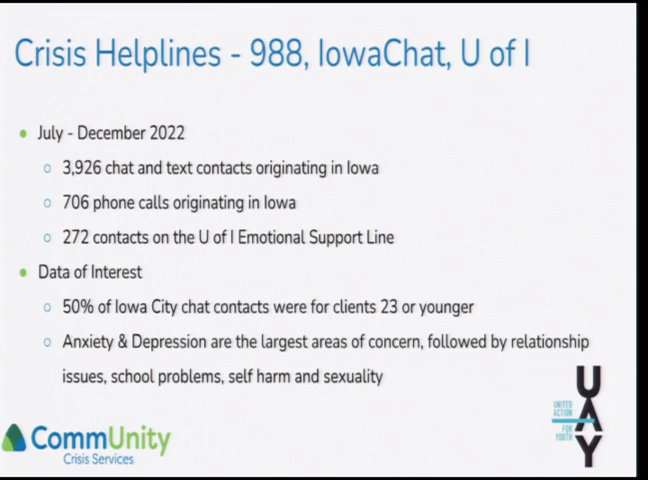 Crisis Helplines - 988, IowaChat, U of I
July - December 2022
3,926 chat and text contacts originating in Iowa
706 phone calls originating in Iowa
272 contacts on the U of I Emotional Support Line
Data of Interest
50% of Iowa City chat contacts were for clients 23 or younger
Anxiety & Depression are the largest areas of concern, followed by relationship
issues, school problems, self harm and sexuality
CommUnity
Crisis Services
UNITED
ACTION
FOR
YOUTH
UAY